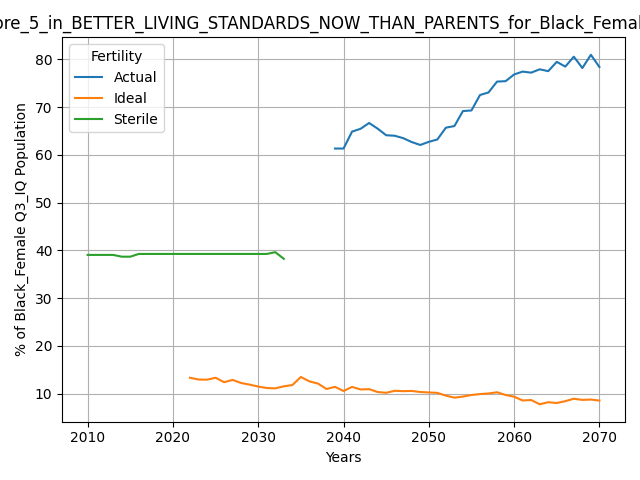 ore_5_in_BETTER_LIVING_STANDARDS_NOW_THAN_PARENTS_for_Black_Femal
Fertility
Actual
Ideal
Sterile
% of Black_Female Q3_IQ Population
80
70
60
50
40
30
20
10
2010 2020 2030 2040 2050 2060 2070
Years